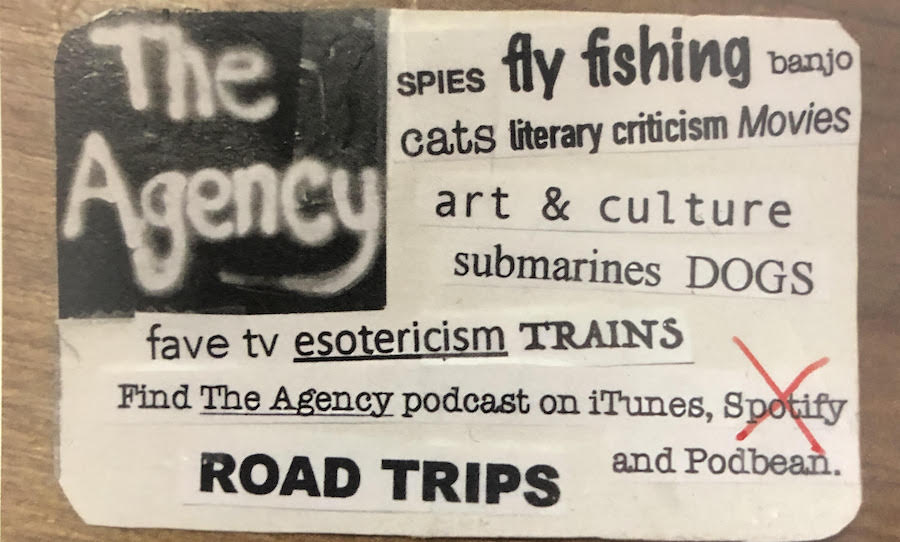 The
Agency
SPIES fly fishing banjo
cats literary criticism Movies
art & culture
submarines DOGS
fave tv esotericism TRAINS
Find The Agency podcast on iTunes, Spotify
and Podbean.
ROAD TRIPS